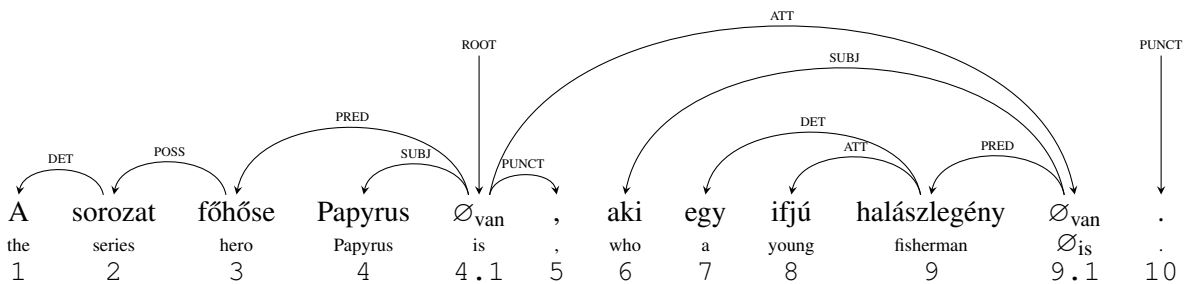 ATT
ROOT PUNCT
SUBJ
PRED DET
DET POSS SUBJ PUNCT ATT PRED
A sorozat főhőse Papyrus ∅van , aki egy ifjú halászlegény ∅van .
the series hero Papyrus is , who a young fisherman ∅is .
1 2 3 4 4.1 5 6 7 8 9 9.1 10